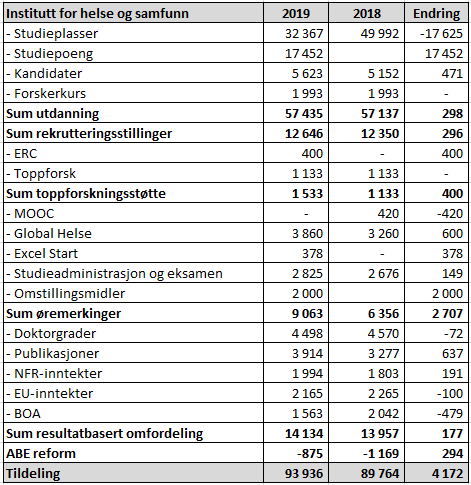 Institutt for helse og samfunn 2019 2018 Endring
- Studieplasser 32 367 49 992 -17 625
- Studiepoeng 17 452 17 452
- Kandidater 5 623 5 152 471
- Forskerkurs 1 993 1 993 -
Sum utdanning 57 435 57 137 298
Sum rekrutteringsstillinger 12 646 12 350 296
- ERC 400 - 400
- Toppforsk 1 133 1 133 -
Sum toppforskningsstøtte 1 533 1 133 400
- MOOC - 420 -420
- Global Helse 3 860 3 260 600
- Excel Start 378 - 378
- Studieadministrasjon og eksamen 2 825 2 676 149
- Omstillingsmidler 2 000 2 000
Sum øremerkinger 9 063 6 356 2 707
- Doktorgrader 4 498 4 570 -72
- Publikasjoner 3 914 3 277 637
- NFR-inntekter 1 994 1 803 191
- EU-inntekter 2 165 2 265 -100
- BOA 1 563 2 042 -479
Sum resultatbasert omfordeling 14 134 13 957 177
ABE reform -875 -1 169 294
Tildeling 93 936 89 764 4 172